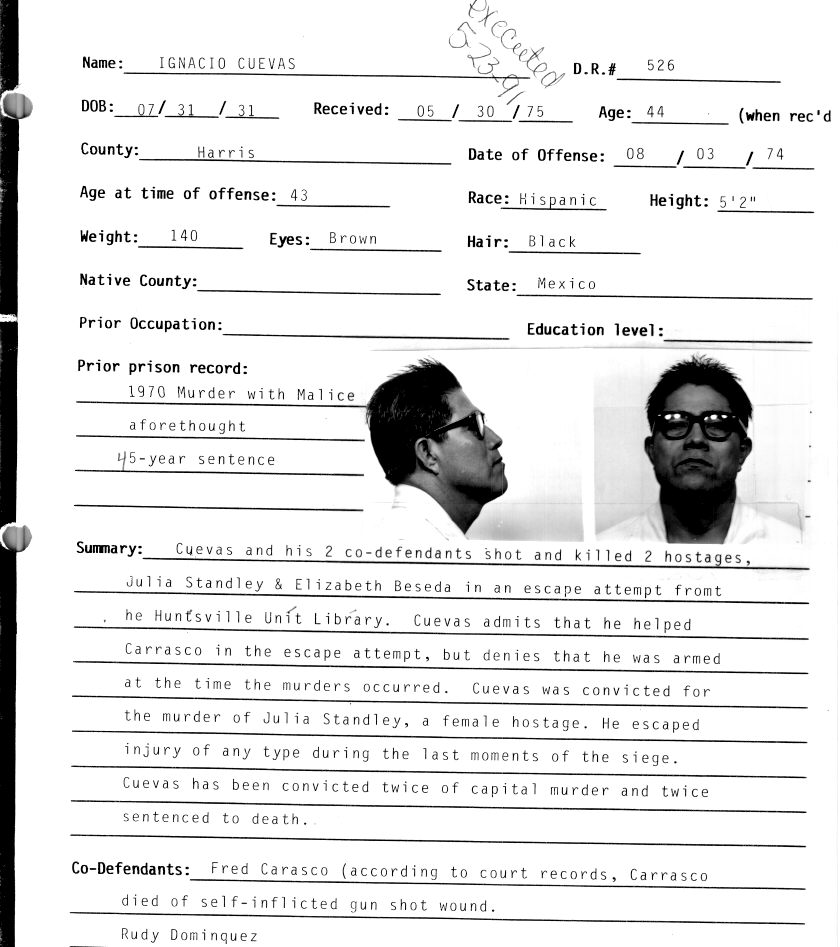 executed
5-23-91
Name: IGNACIO CUEVAS D.R.# 526
DOB: 07/ 31 / 31 Received: 05 / 30 / 75 Age: 44 (when rec'd
County: Harris Date of Offense: 08 / 03 / 74
Age at time of offense: 43 Race: Hispanic Height: 5'2"
Weight: 140 Eyes: Brown Hair: Black
Native County: State: Mexico
Prior Occupation: Education level:
Prior prison record:
1970 Murder with Malice
aforethought
45-year sentence
Summary: Cuevas and his 2 co-defendants shot and killed 2 hostages,
Julia Standley & Elizabeth Beseda in an escape attempt fromt
he Huntsville Unit Library. Cuevas admits that he helped
Carrasco in the escape attempt, but denies that he was armed
at the time the murders occurred. Cuevas was convicted for
the murder of Julia Standley, a female hostage. He escaped
injury of any type during the last moments of the siege.
Cuevas has been convicted twice of capital murder and twice
sentenced to death.
Co-Defendants: Fred Carasco (according to court records, Carrasco
died of self-inflicted gun shot wound.
Rudy Dominquez